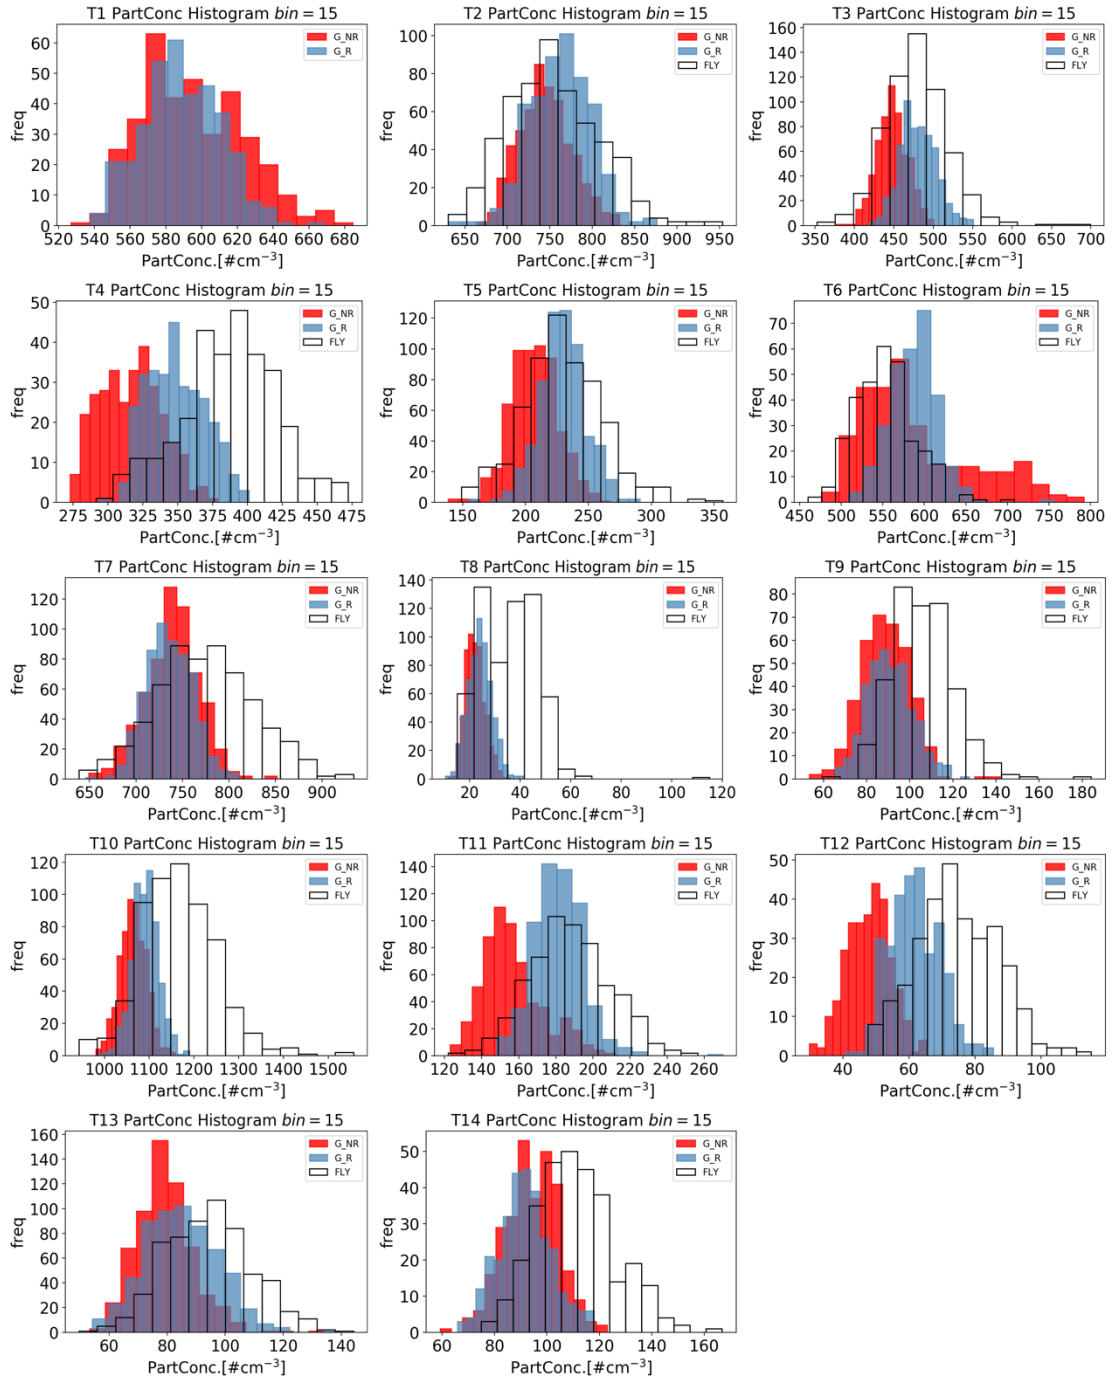 T1 PartConc Histogram bin = 15
G_NR
G_R
freq
60
50
40
30
20
10
0
520 540 560 580 600 620 640 660 680
PartConc.[#cm⁻³]
T2 PartConc Histogram bin = 15
G_NR
G_R
FLY
freq
100
80
60
40
20
0
650 700 750 800 850 900 950
PartConc.[#cm⁻³]
T3 PartConc Histogram bin = 15
G_NR
G_R
FLY
freq
160
140
120
100
80
60
40
20
0
350 400 450 500 550 600 650 700
PartConc.[#cm⁻³]
T4 PartConc Histogram bin = 15
G_NR
G_R
FLY
freq
50
40
30
20
10
0
275 300 325 350 375 400 425 450 475
PartConc.[#cm⁻³]
T5 PartConc Histogram bin = 15
G_NR
G_R
FLY
freq
120
100
80
60
40
20
0
150 200 250 300 350
PartConc.[#cm⁻³]
T6 PartConc Histogram bin = 15
G_NR
G_R
FLY
freq
70
60
50
40
30
20
10
0
450 500 550 600 650 700 750 800
PartConc.[#cm⁻³]
T7 PartConc Histogram bin = 15
G_NR
G_R
FLY
freq
120
100
80
60
40
20
0
650 700 750 800 850 900
PartConc.[#cm⁻³]
T8 PartConc Histogram bin = 15
G_NR
G_R
FLY
freq
140
120
100
80
60
40
20
0
20 40 60 80 100 120
PartConc.[#cm⁻³]
T9 PartConc Histogram bin = 15
G_NR
G_R
FLY
freq
80
70
60
50
40
30
20
10
0
60 80 100 120 140 160 180
PartConc.[#cm⁻³]
T10 PartConc Histogram bin = 15
G_NR
G_R
FLY
freq
120
100
80
60
40
20
0
1000 1100 1200 1300 1400 1500
PartConc.[#cm⁻³]
T11 PartConc Histogram bin = 15
G_NR
G_R
FLY
freq
140
120
100
80
60
40
20
0
120 140 160 180 200 220 240 260
PartConc.[#cm⁻³]
T12 PartConc Histogram bin = 15
G_NR
G_R
FLY
freq
50
40
30
20
10
0
40 60 80 100
PartConc.[#cm⁻³]
T13 PartConc Histogram bin = 15
G_NR
G_R
FLY
freq
160
140
120
100
80
60
40
20
0
60 80 100 120 140
PartConc.[#cm⁻³]
T14 PartConc Histogram bin = 15
G_NR
G_R
FLY
freq
50
40
30
20
10
0
60 80 100 120 140 160
PartConc.[#cm⁻³]